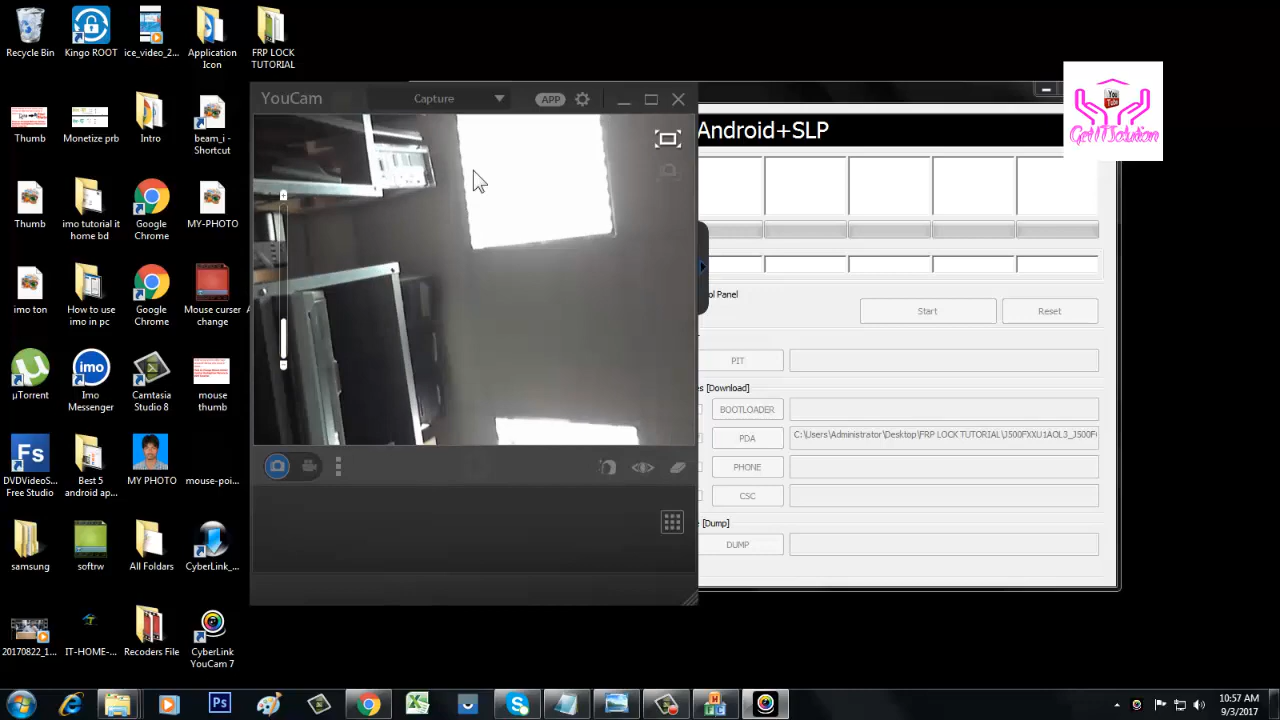 Recycle Bin
Kingo ROOT
ice_video_2...
Application Icon
FRP LOCK TUTORIAL
Thumb
Monetize prb
Intro
beam_i - Shortcut
Thumb
imo tutorial it home bd
Google Chrome
MY-PHOTO
imo ton
How to use imo in pc
Google Chrome
Mouse curser change
µTorrent
Imo Messenger
Camtasia Studio 8
mouse thumb
DVDVideoS... Free Studio
Best 5 android ap...
MY PHOTO
mouse-poi...
samsung
softrw
All Foldars
CyberLink_...
20170822_1...
IT-HOME-...
Recoders File
CyberLink YouCam 7
YouCam
Capture
APP
Android+SLP
You Tube
Get IT Solution
ol Panel
Start
Reset
PIT
es [Download]
BOOTLOADER
PDA
C:\Users\Administrator\Desktop\FRP LOCK TUTORIAL\J500FXXU1AOL3_J500F
PHONE
CSC
e [Dump]
DUMP
10:57 AM
9/3/2017